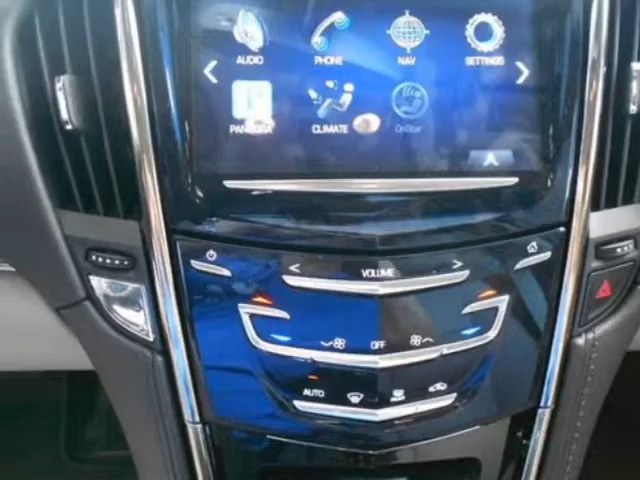 AUDIO PHONE NAV SETTINGS
PANDORA CLIMATE OnStar
< VOLUME >
OFF
AUTO